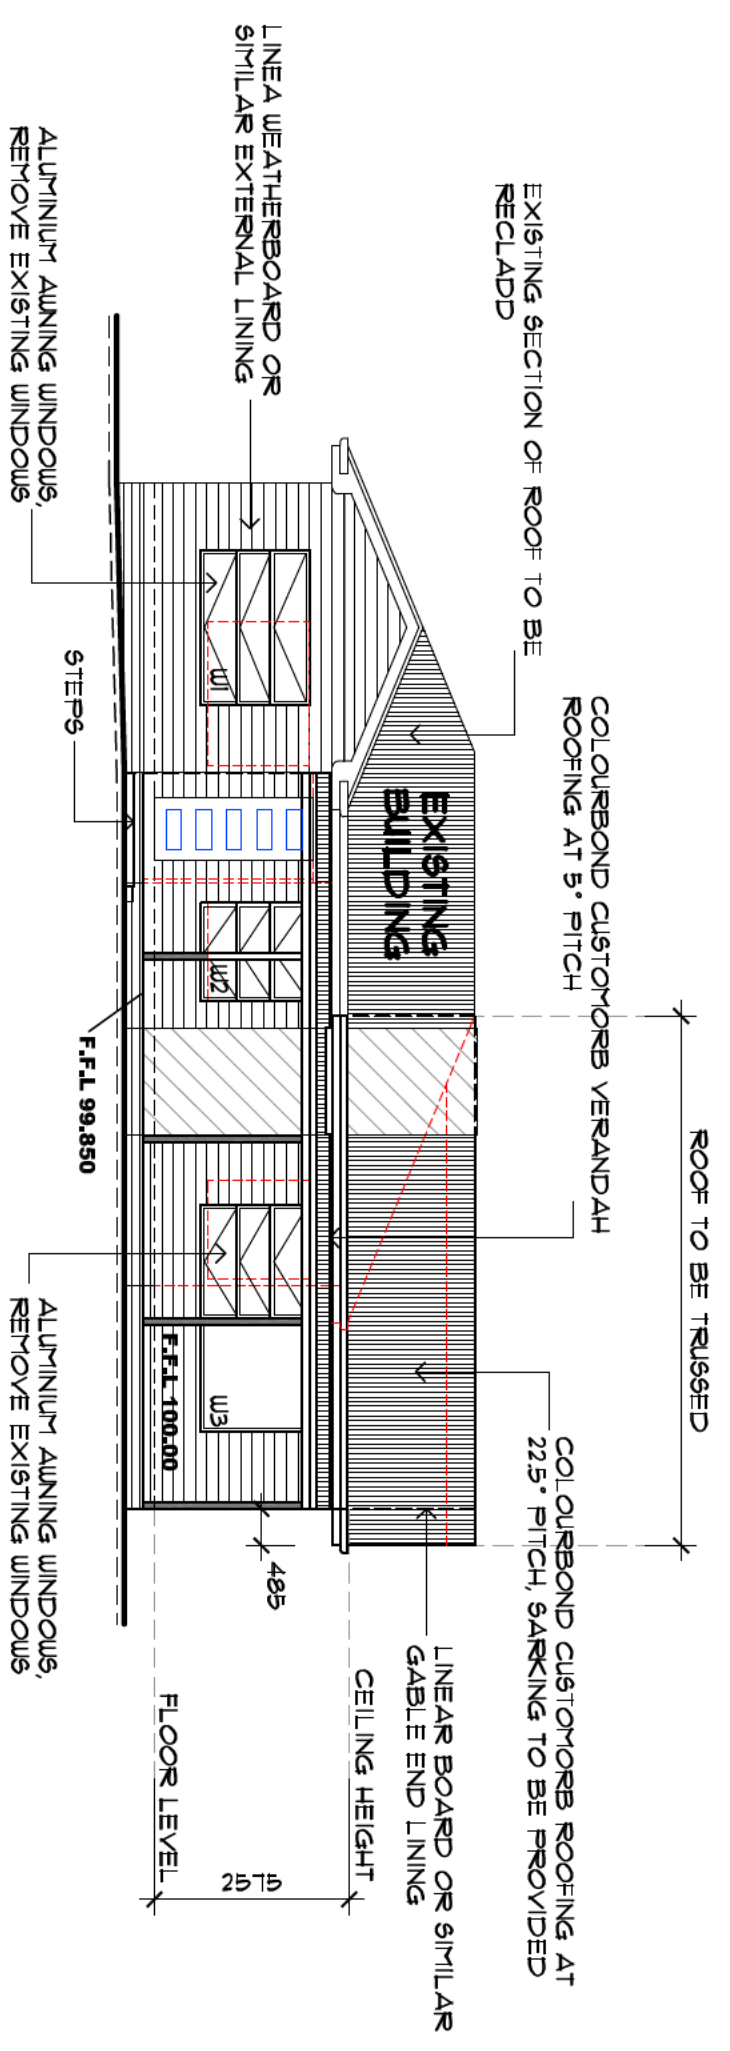 ROOF TO BE TRUSSED
COLOURBOND CUSTOMORB VERANDAH
ROOFING AT 5° PITCH
COLOURBOND CUSTOMORB ROOFING AT
22.5° PITCH, SARKING TO BE PROVIDED
EXISTING SECTION OF ROOF TO BE
RECLADD
LINEAR BOARD OR SIMILAR
GABLE END LINING
EXISTING
BUILDING
CEILING HEIGHT
LINEA WEATHERBOARD OR
SIMILAR EXTERNAL LINING
485
2575
W1
W2
W3
F.F.L 100.00
FLOOR LEVEL
F.F.L 99.850
STEPS
ALUMINIUM AWNING WINDOWS,
REMOVE EXISTING WINDOWS
ALUMINIUM AWNING WINDOWS,
REMOVE EXISTING WINDOWS